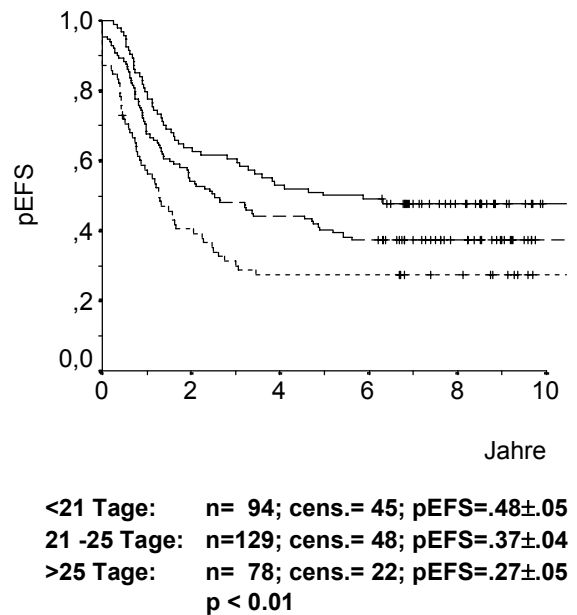 1,0
,8
,6
,4
,2
0,0
pEFS
0 2 4 6 8 10
Jahre
<21 Tage: n= 94; cens.= 45; pEFS=.48±.05
21 -25 Tage: n=129; cens.= 48; pEFS=.37±.04
>25 Tage: n= 78; cens.= 22; pEFS=.27±.05
p < 0.01